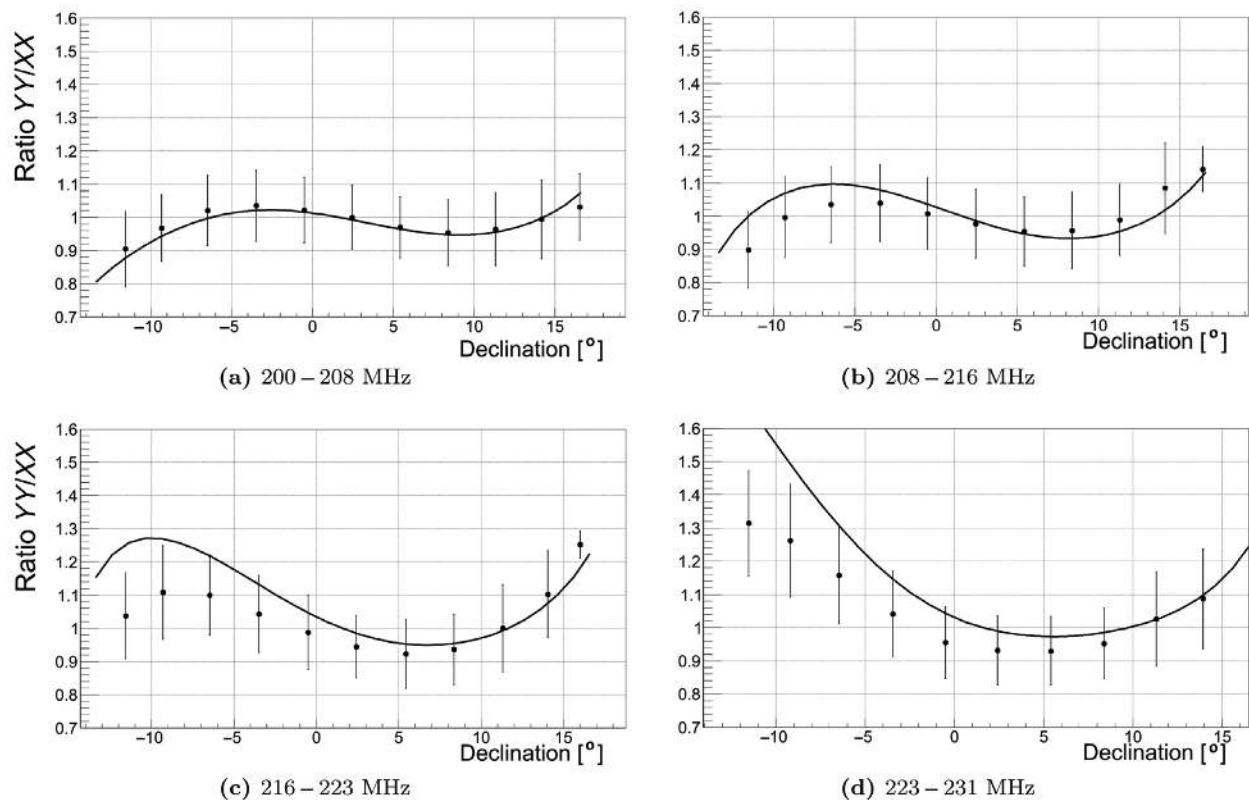 1.6 1.6
1.5 1.5
1.4 1.4
1.3 1.3
1.2 1.2
1.1 1.1
1 1
0.9 0.9
0.8 0.8
0.7 0.7
Ratio YY/XX
−10 −5 0 5 10 15 −10 −5 0 5 10 15
Declination [°] Declination [°]
(a) 200 – 208 MHz (b) 208 – 216 MHz
1.6 1.6
1.5 1.5
1.4 1.4
1.3 1.3
1.2 1.2
1.1 1.1
1 1
0.9 0.9
0.8 0.8
0.7 0.7
Ratio YY/XX
−10 −5 0 5 10 15 −10 −5 0 5 10 15
Declination [°] Declination [°]
(c) 216 – 223 MHz (d) 223 – 231 MHz